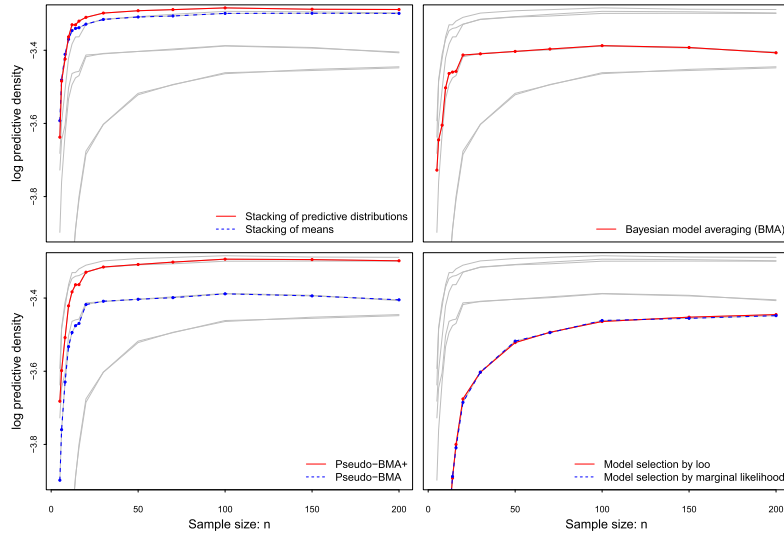 −3.4
−3.6
−3.8
log predictive density
Stacking of predictive distributions
Stacking of means
Bayesian model averaging (BMA)
−3.4
−3.6
−3.8
log predictive density
Pseudo−BMA+
Pseudo−BMA
Model selection by loo
Model selection by marginal likelihood
0 50 100 150 200
0 50 100 150 200
Sample size: n
Sample size: n